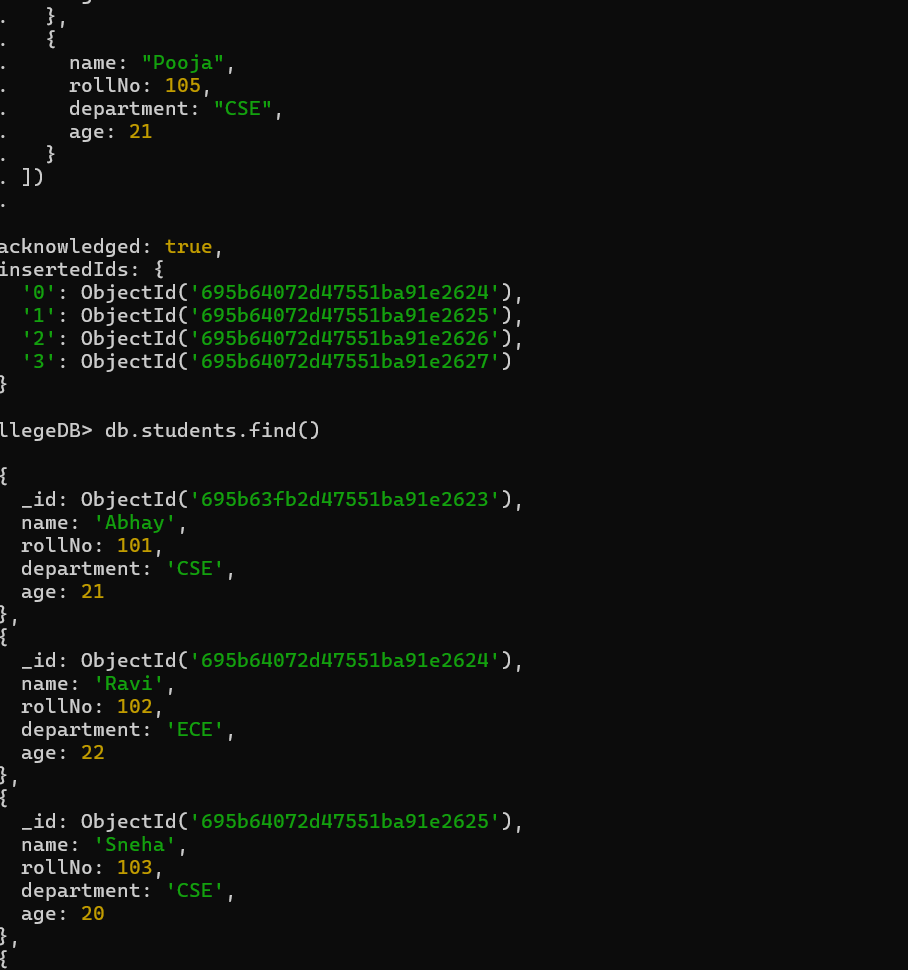 .   },
.   {
.     name: "Pooja",
.     rollNo: 105,
.     department: "CSE",
.     age: 21
.   }
. ])
.
acknowledged: true,
insertedIds: {
  '0': ObjectId('695b64072d47551ba91e2624'),
  '1': ObjectId('695b64072d47551ba91e2625'),
  '2': ObjectId('695b64072d47551ba91e2626'),
  '3': ObjectId('695b64072d47551ba91e2627')
}
llegeDB> db.students.find()
{
  _id: ObjectId('695b63fb2d47551ba91e2623'),
  name: 'Abhay',
  rollNo: 101,
  department: 'CSE',
  age: 21
},
{
  _id: ObjectId('695b64072d47551ba91e2624'),
  name: 'Ravi',
  rollNo: 102,
  department: 'ECE',
  age: 22
},
{
  _id: ObjectId('695b64072d47551ba91e2625'),
  name: 'Sneha',
  rollNo: 103,
  department: 'CSE',
  age: 20
},
{